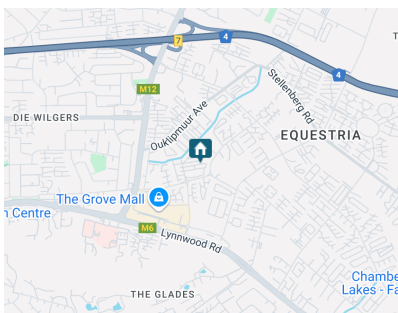 7
4
T
4
M12
Stellenberg Rd
Ouklipmuur Ave
DIE WILGERS
EQUESTRIA
The Grove Mall
n Centre
M6
Lynnwood Rd
Chambe
Lakes - Fa
THE GLADES